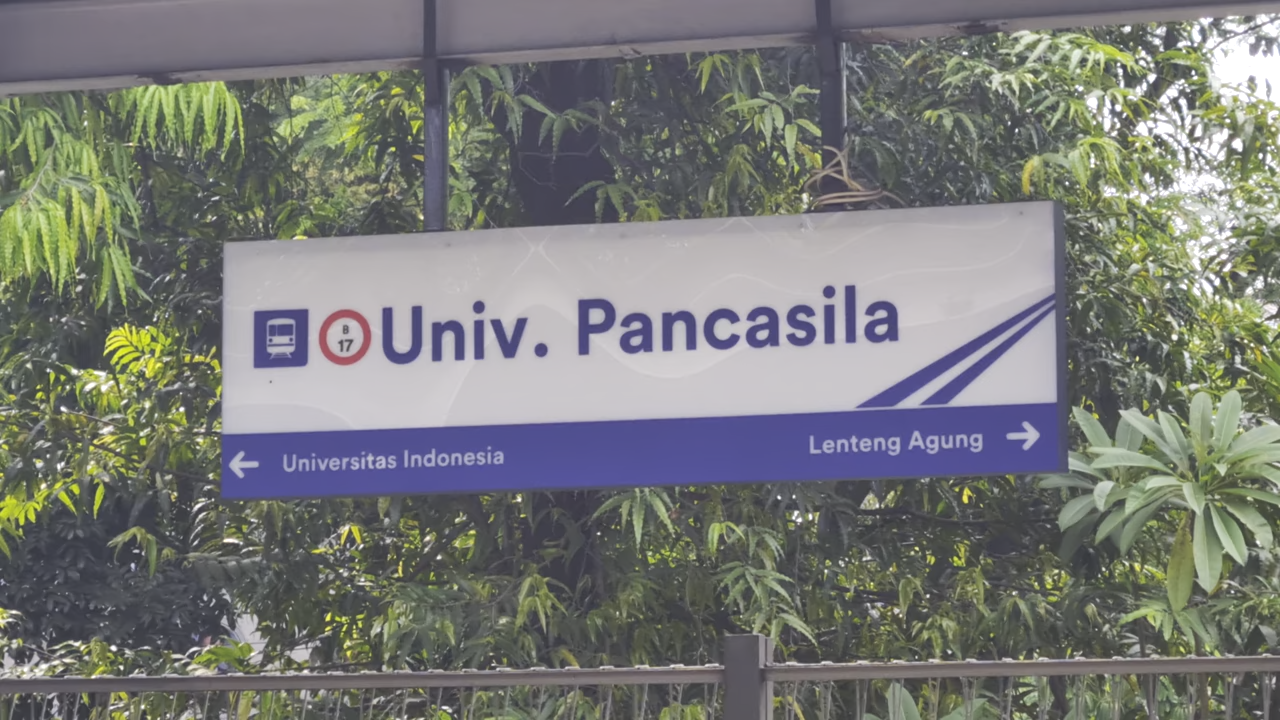 B
17
Univ. Pancasila
← Universitas Indonesia
Lenteng Agung →